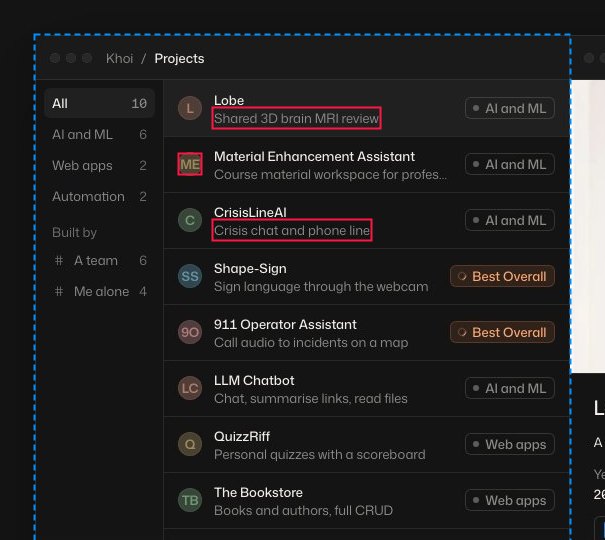 Khoi / Projects
All 10
AI and ML 6
Web apps 2
Automation 2
Built by
# A team 6
# Me alone 4
L Lobe
Shared 3D brain MRI review
AI and ML
ME Material Enhancement Assistant
Course material workspace for profes...
AI and ML
C CrisisLineAI
Crisis chat and phone line
AI and ML
SS Shape-Sign
Sign language through the webcam
Best Overall
9O 911 Operator Assistant
Call audio to incidents on a map
Best Overall
LC LLM Chatbot
Chat, summarise links, read files
AI and ML
Q QuizzRiff
Personal quizzes with a scoreboard
Web apps
TB The Bookstore
Books and authors, full CRUD
Web apps
L
A
Ye
20